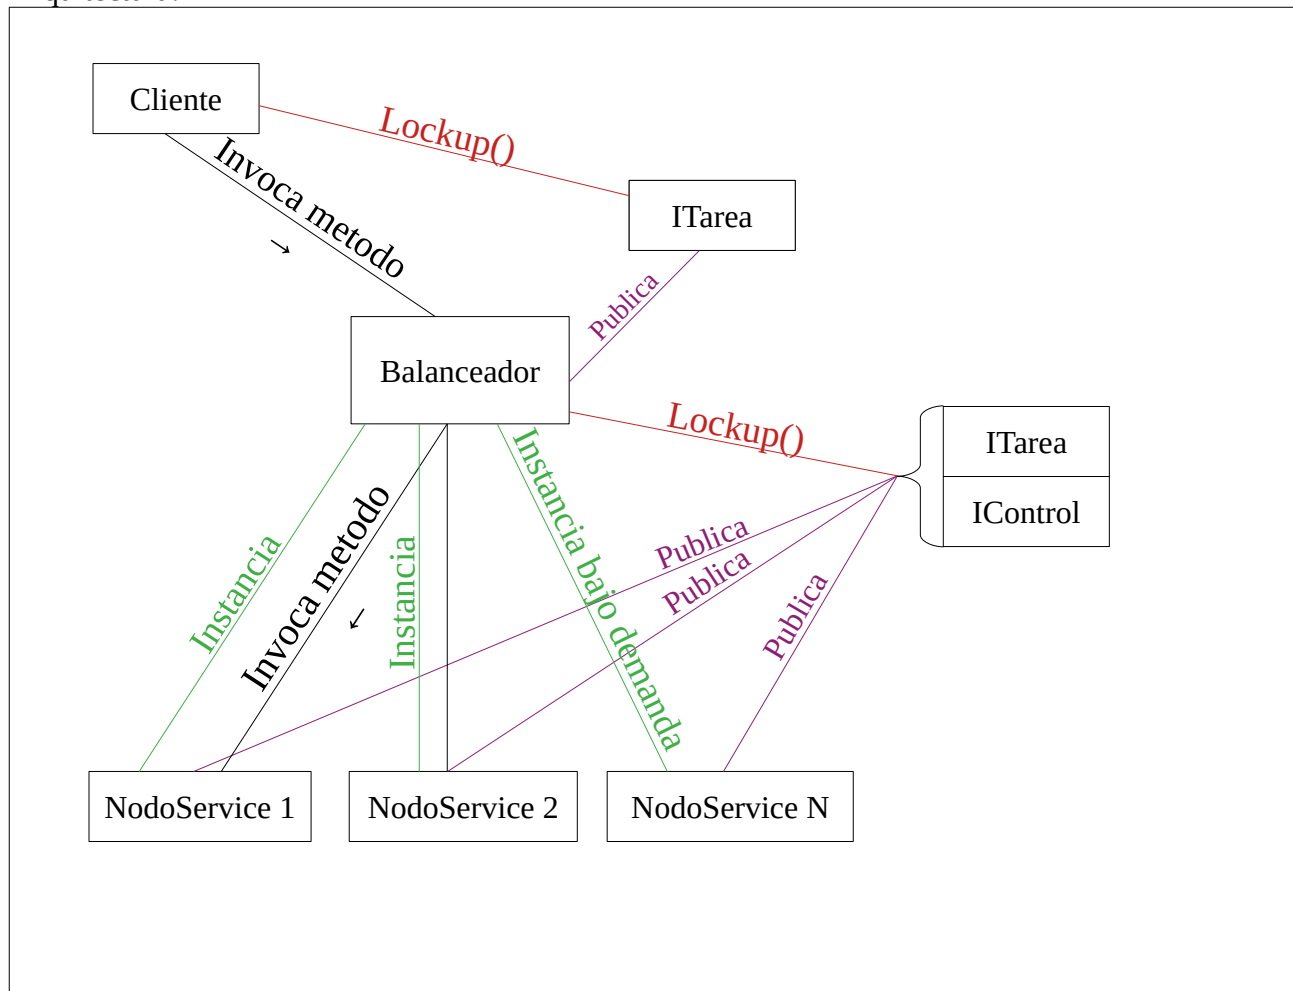 Cliente
Lockup()
Invoca metodo
→
ITarea
Publica
Balanceador
Lockup()
ITarea
IControl
Instancia
Invoca metodo
←
Instancia
Instancia bajo demanda
Publica
Publica
Publica
NodoService 1
NodoService 2
NodoService N